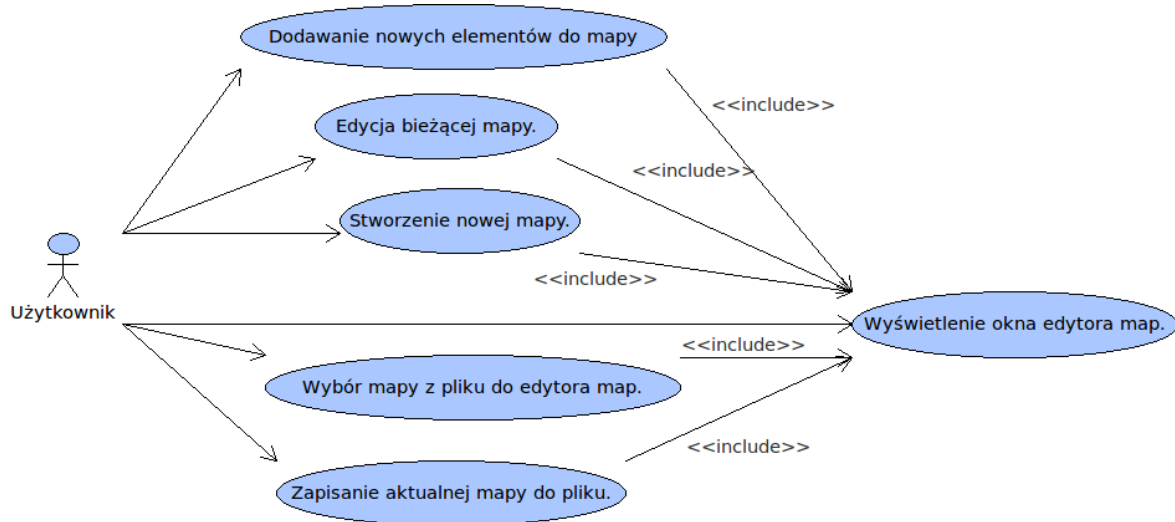 Dodawanie nowych elementów do mapy
<<include>>
Edycja bieżącej mapy.
<<include>>
Stworzenie nowej mapy.
<<include>>
Użytkownik
Wyświetlenie okna edytora map.
<<include>>
Wybór mapy z pliku do edytora map.
<<include>>
Zapisanie aktualnej mapy do pliku.